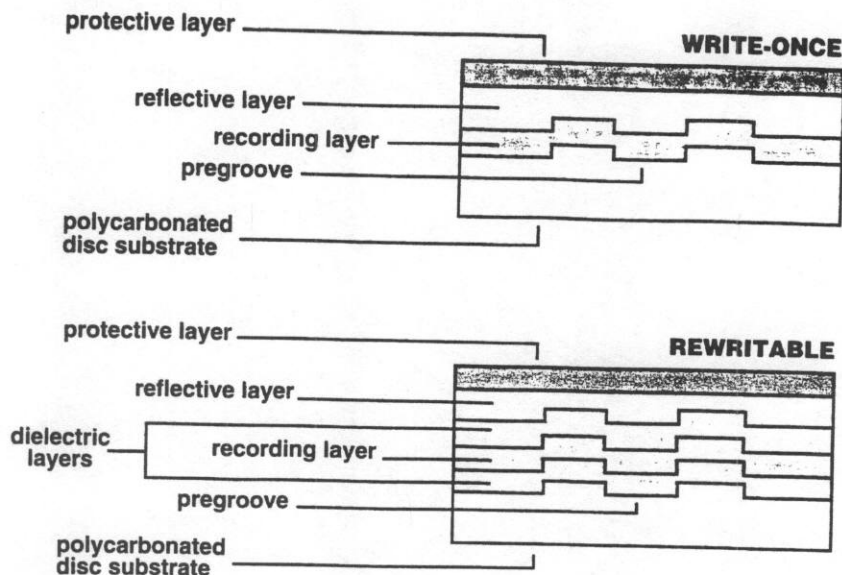 protective layer
WRITE-ONCE
reflective layer
recording layer
pregroove
polycarbonated
disc substrate
protective layer
REWRITABLE
reflective layer
dielectric
layers
recording layer
pregroove
polycarbonated
disc substrate